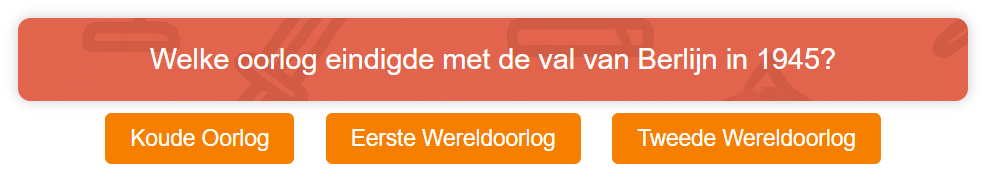 Welke oorlog eindigde met de val van Berlijn in 1945?
Koude Oorlog
Eerste Wereldoorlog
Tweede Wereldoorlog